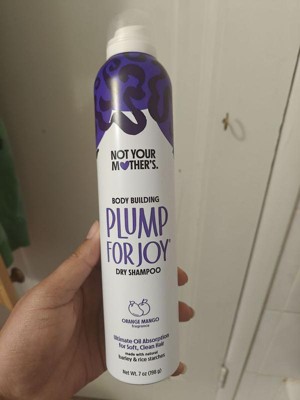 NOT YOUR
MOTHER'S.
BODY BUILDING
PLUMP
FOR JOY®
DRY SHAMPOO
ORANGE MANGO
fragrance
Ultimate Oil Absorption
for Soft, Clean Hair
made with natural
barley & rice starches
Net Wt. 7 oz (198 g)